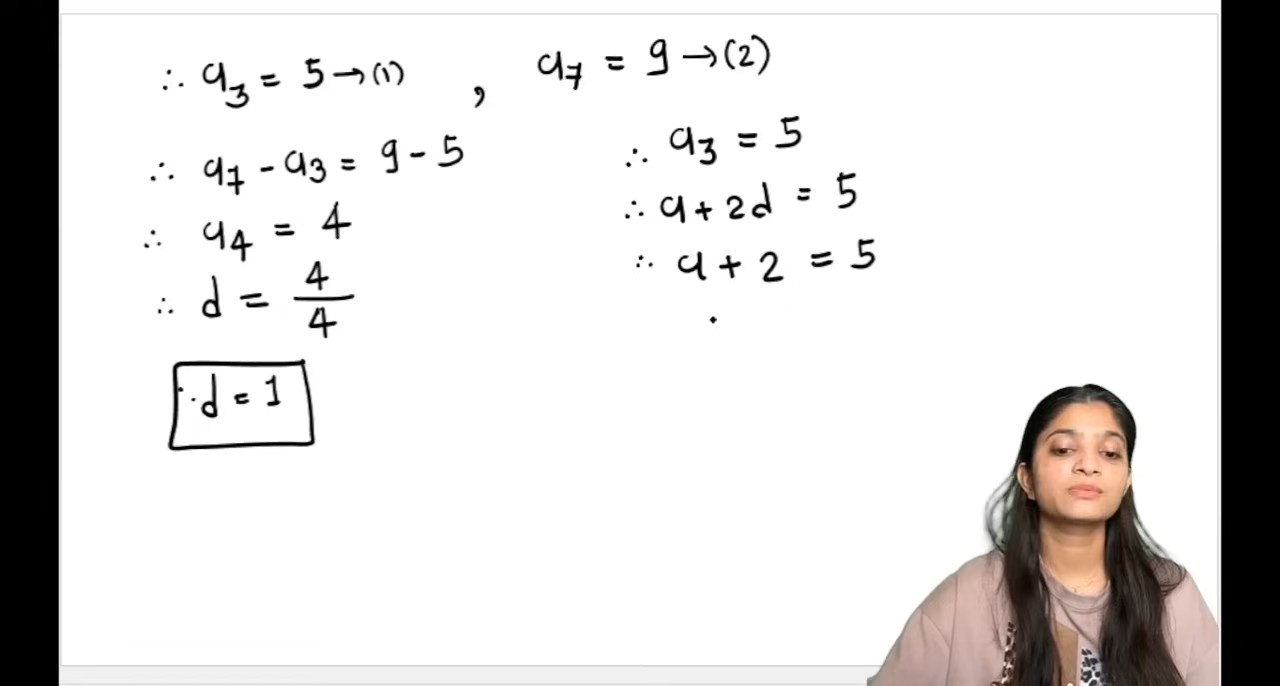 ∴ a₃ = 5 → (1) , a₇ = 9 → (2)
∴ a₇ - a₃ = 9 - 5
∴ a₄ = 4
∴ d = 4/4
∴ d = 1
∴ a₃ = 5
∴ a + 2d = 5
∴ a + 2 = 5